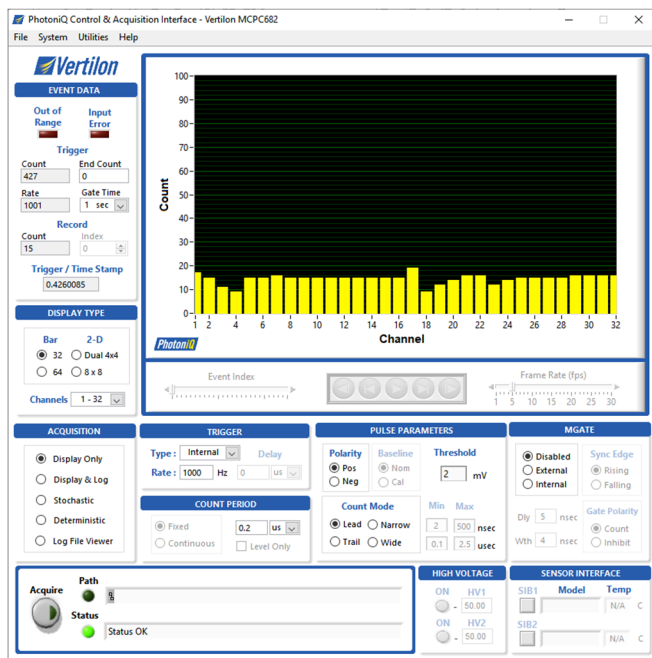 PhotoniQ Control & Acquisition Interface - Vertilon MCPC682
File System Utilities Help
Vertilon
EVENT DATA
Out of Range
Input Error
Trigger
Count End Count
427 0
Rate Gate Time
1001 1 sec
Record
Count Index
15 0
Trigger / Time Stamp
0.4260085
DISPLAY TYPE
Bar 2-D
32 Dual 4x4
64 8 x 8
Channels 1 - 32
Count
100
90
80
70
60
50
40
30
20
10
0
1 2 4 6 8 10 12 14 16 18 20 22 24 26 28 30 32
Channel
PhotoniQ
Event Index
Frame Rate (fps)
1 5 10 15 20 25 30
ACQUISITION
Display Only
Display & Log
Stochastic
Deterministic
Log File Viewer
TRIGGER
Type : Internal Delay
Rate : 1000 Hz 0 us
COUNT PERIOD
Fixed 0.2 us
Continuous Level Only
PULSE PARAMETERS
Polarity Baseline Threshold
Pos Nom 2 mV
Neg Cal
Count Mode Min Max
Lead Narrow 2 500 nsec
Trail Wide 0.1 2.5 usec
MGATE
Disabled Sync Edge
External Rising
Internal Falling
Gate Polarity
Dly 5 nsec Count
Wth 4 nsec Inhibit
Acquire
Path
Status
Status OK
HIGH VOLTAGE
ON HV1
- 50.00
ON HV2
- 50.00
SENSOR INTERFACE
SIB1 Model Temp
N/A C
SIB2
N/A C